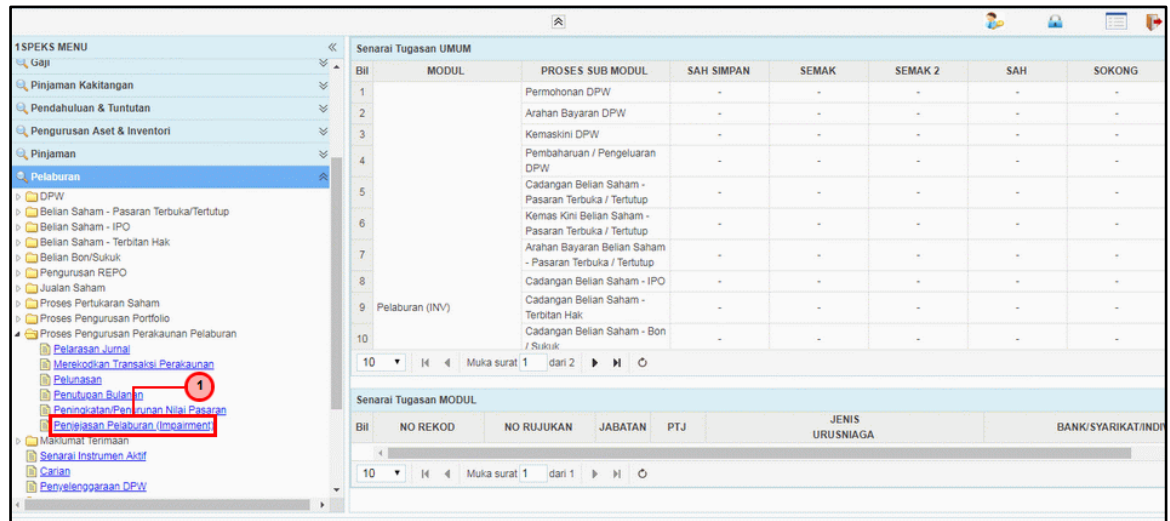 1SPEKS MENU
Gaji
Pinjaman Kakitangan
Pendahuluan & Tuntutan
Pengurusan Aset & Inventori
Pinjaman
Pelaburan
DPW
Belian Saham - Pasaran Terbuka/Tertutup
Belian Saham - IPO
Belian Saham - Terbitan Hak
Belian Bon/Sukuk
Pengurusan REPO
Jualan Saham
Proses Pertukaran Saham
Proses Pengurusan Portfolio
Proses Pengurusan Perakaunan Pelaburan
Pelarasan Jurnal
Merekodkan Transaksi Perakaunan
Pelunasan
Penutupan Bulanan
1
Peningkatan/Penurunan Nilai Pasaran
Penjejasan Pelaburan (Impairment)
Maklumat Terimaan
Senarai Instrumen Aktif
Carian
Penyelenggaraan DPW
Senarai Tugasan UMUM
Bil MODUL PROSES SUB MODUL SAH SIMPAN SEMAK SEMAK 2 SAH SOKONG
1 Permohonan DPW - - - - -
2 Arahan Bayaran DPW - - - - -
3 Kemaskini DPW - - - - -
4 Pembaharuan / Pengeluaran
DPW - - - - -
5 Cadangan Belian Saham -
Pasaran Terbuka / Tertutup - - - - -
6 Kemas Kini Belian Saham -
Pasaran Terbuka / Tertutup - - - - -
7 Arahan Bayaran Belian Saham
- Pasaran Terbuka / Tertutup - - - - -
8 Cadangan Belian Saham - IPO - - - - -
9 Pelaburan (INV) Cadangan Belian Saham -
Terbitan Hak - - - - -
10 Cadangan Belian Saham - Bon
/ Sukuk - - - - -
10 Muka surat 1 dari 2
Senarai Tugasan MODUL
Bil NO REKOD NO RUJUKAN JABATAN PTJ JENIS
URUSNIAGA BANK/SYARIKAT/INDI
10 Muka surat 1 dari 1